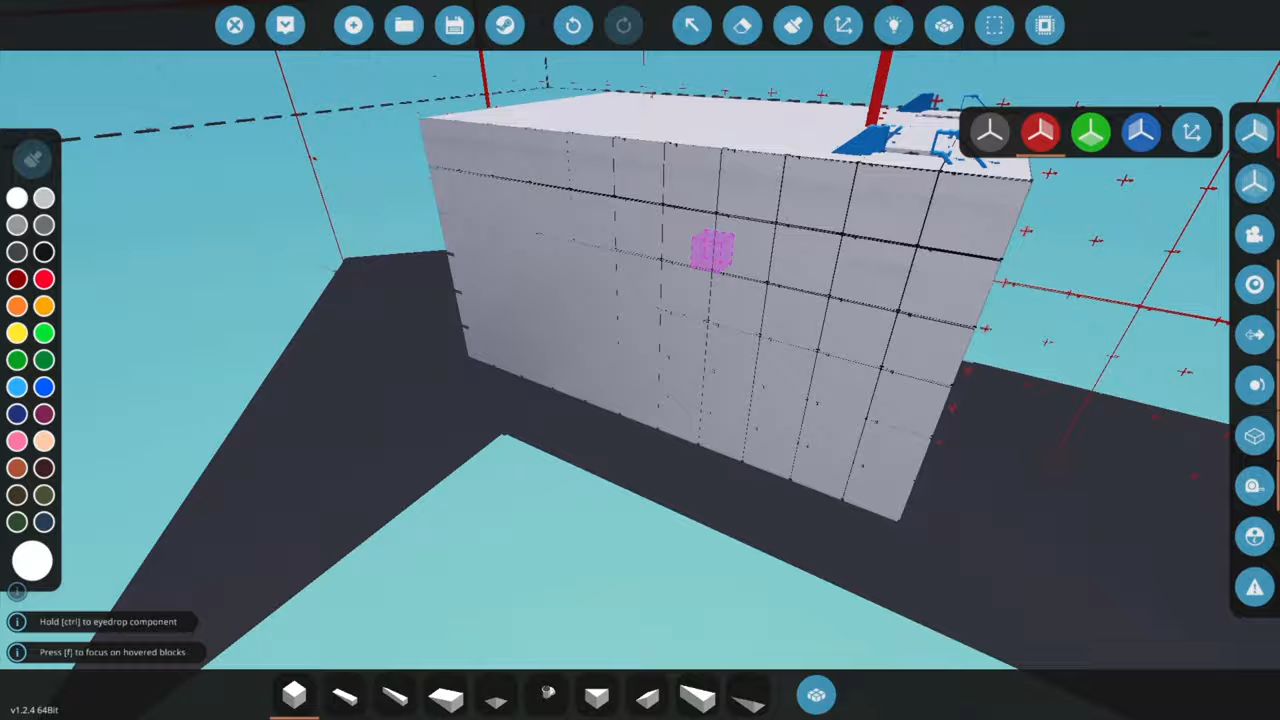 Hold [ctrl] to eyedrop component
Press [f] to focus on hovered blocks
v1.2.4 64Bit